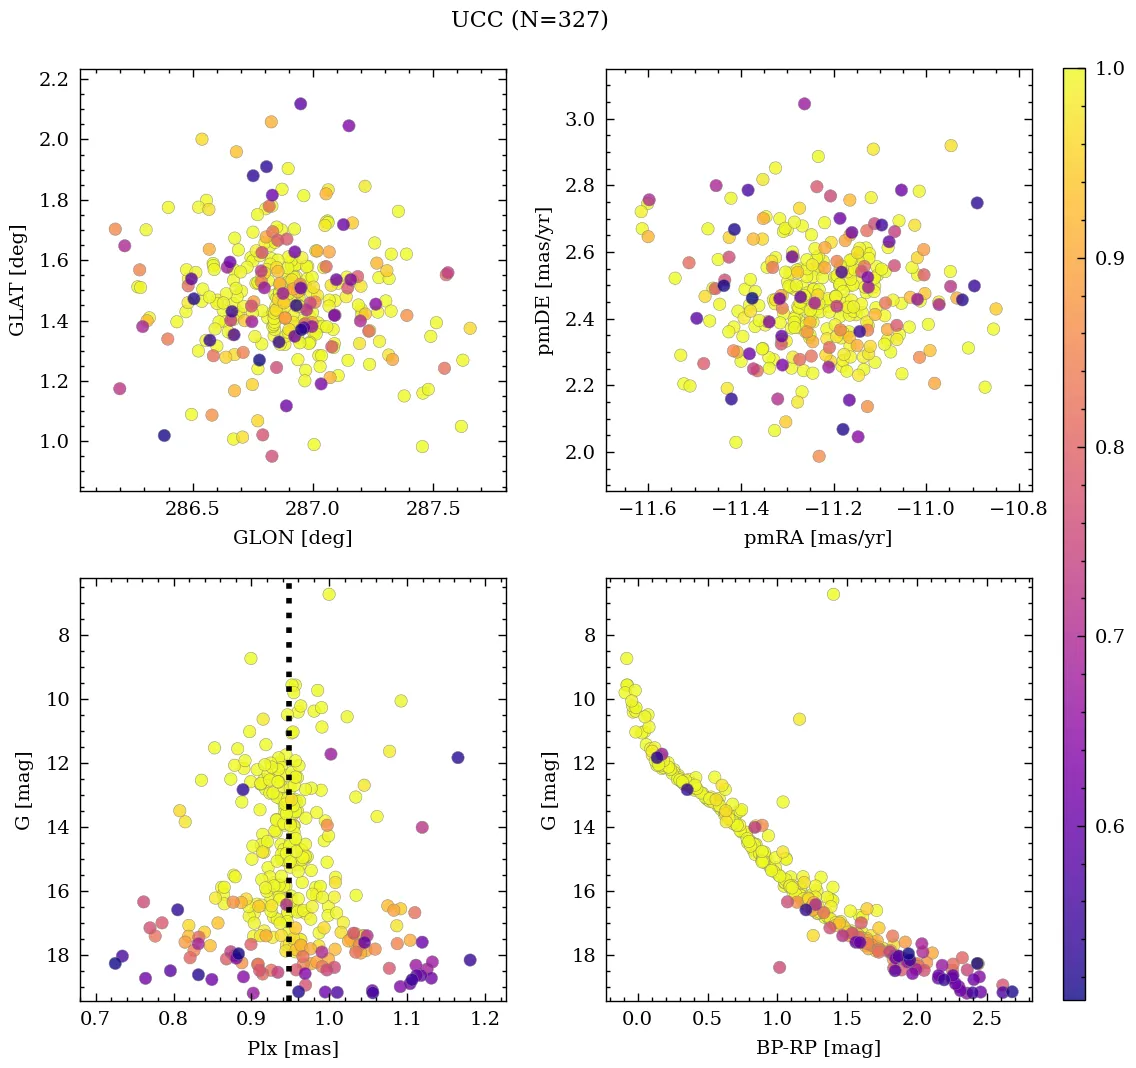 UCC (N=327)
2.2
2.0
1.8
1.6
1.4
1.2
1.0
GLAT [deg]
286.5 287.0 287.5
GLON [deg]
3.0
2.8
2.6
2.4
2.2
2.0
pmDE [mas/yr]
−11.6 −11.4 −11.2 −11.0 −10.8
pmRA [mas/yr]
1.0
0.9
0.8
0.7
0.6
8
10
12
14
16
18
G [mag]
0.7 0.8 0.9 1.0 1.1 1.2
Plx [mas]
8
10
12
14
16
18
G [mag]
0.0 0.5 1.0 1.5 2.0 2.5
BP-RP [mag]